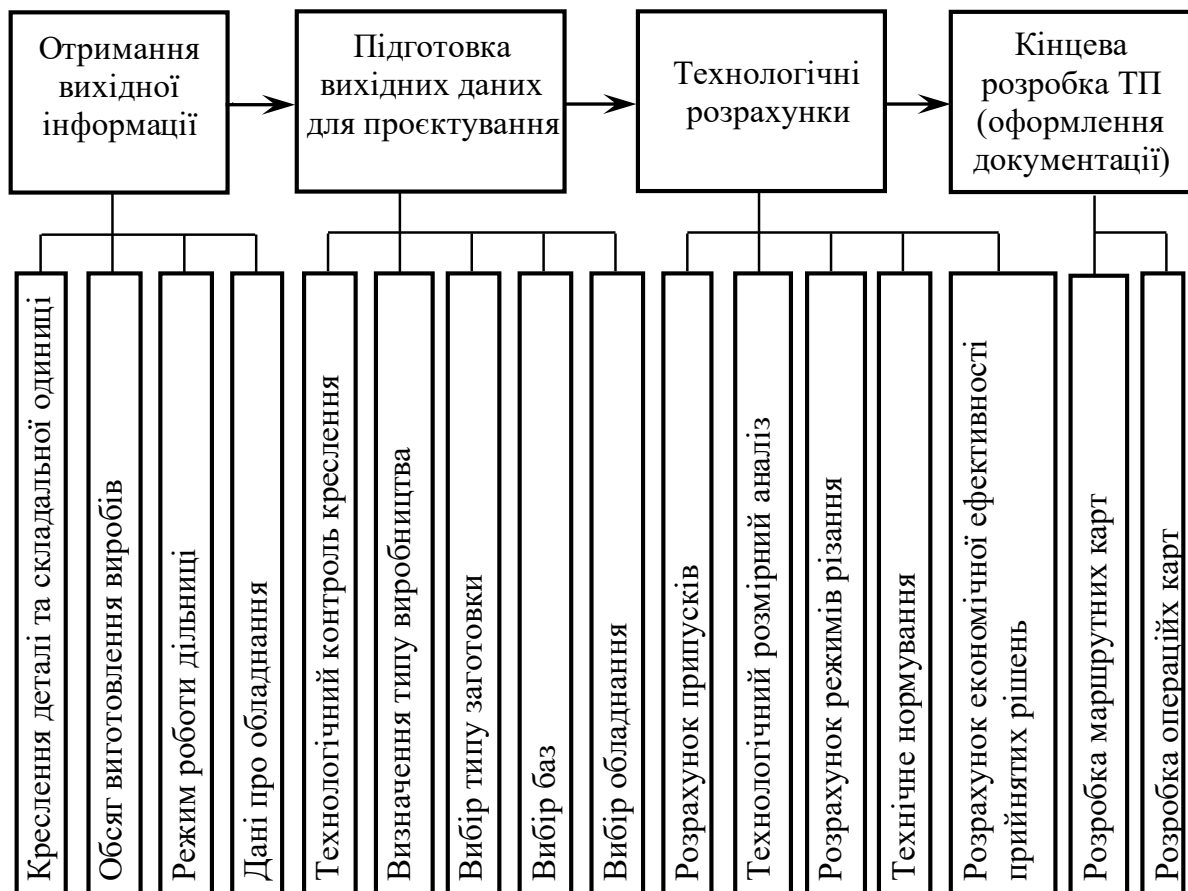 Отримання
вихідної
інформації
Підготовка
вихідних даних
для проєктування
Технологічні
розрахунки
Кінцева
розробка ТП
(оформлення
документації)
Креслення деталі та складальної одиниці
Обсяг виготовлення виробів
Режим роботи дільниці
Дані про обладнання
Технологічний контроль креслення
Визначення типу виробництва
Вибір типу заготовки
Вибір баз
Вибір обладнання
Розрахунок припусків
Технологічний розмірний аналіз
Розрахунок режимів різання
Технічне нормування
Розрахунок економічної ефективності
прийнятих рішень
Розробка маршрутних карт
Розробка операційх карт